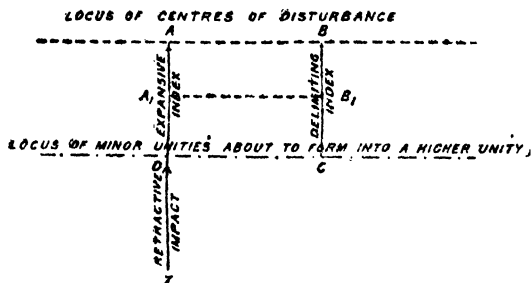 LOCUS OF CENTRES OF DISTURBANCE
A B
EXPANSIVE
INDEX
DELIMITING
INDEX
A₁ B₁
LOCUS OF MINOR UNITIES ABOUT TO FORM INTO A HIGHER UNITY,
O C
RETRACTIVE
IMPACT